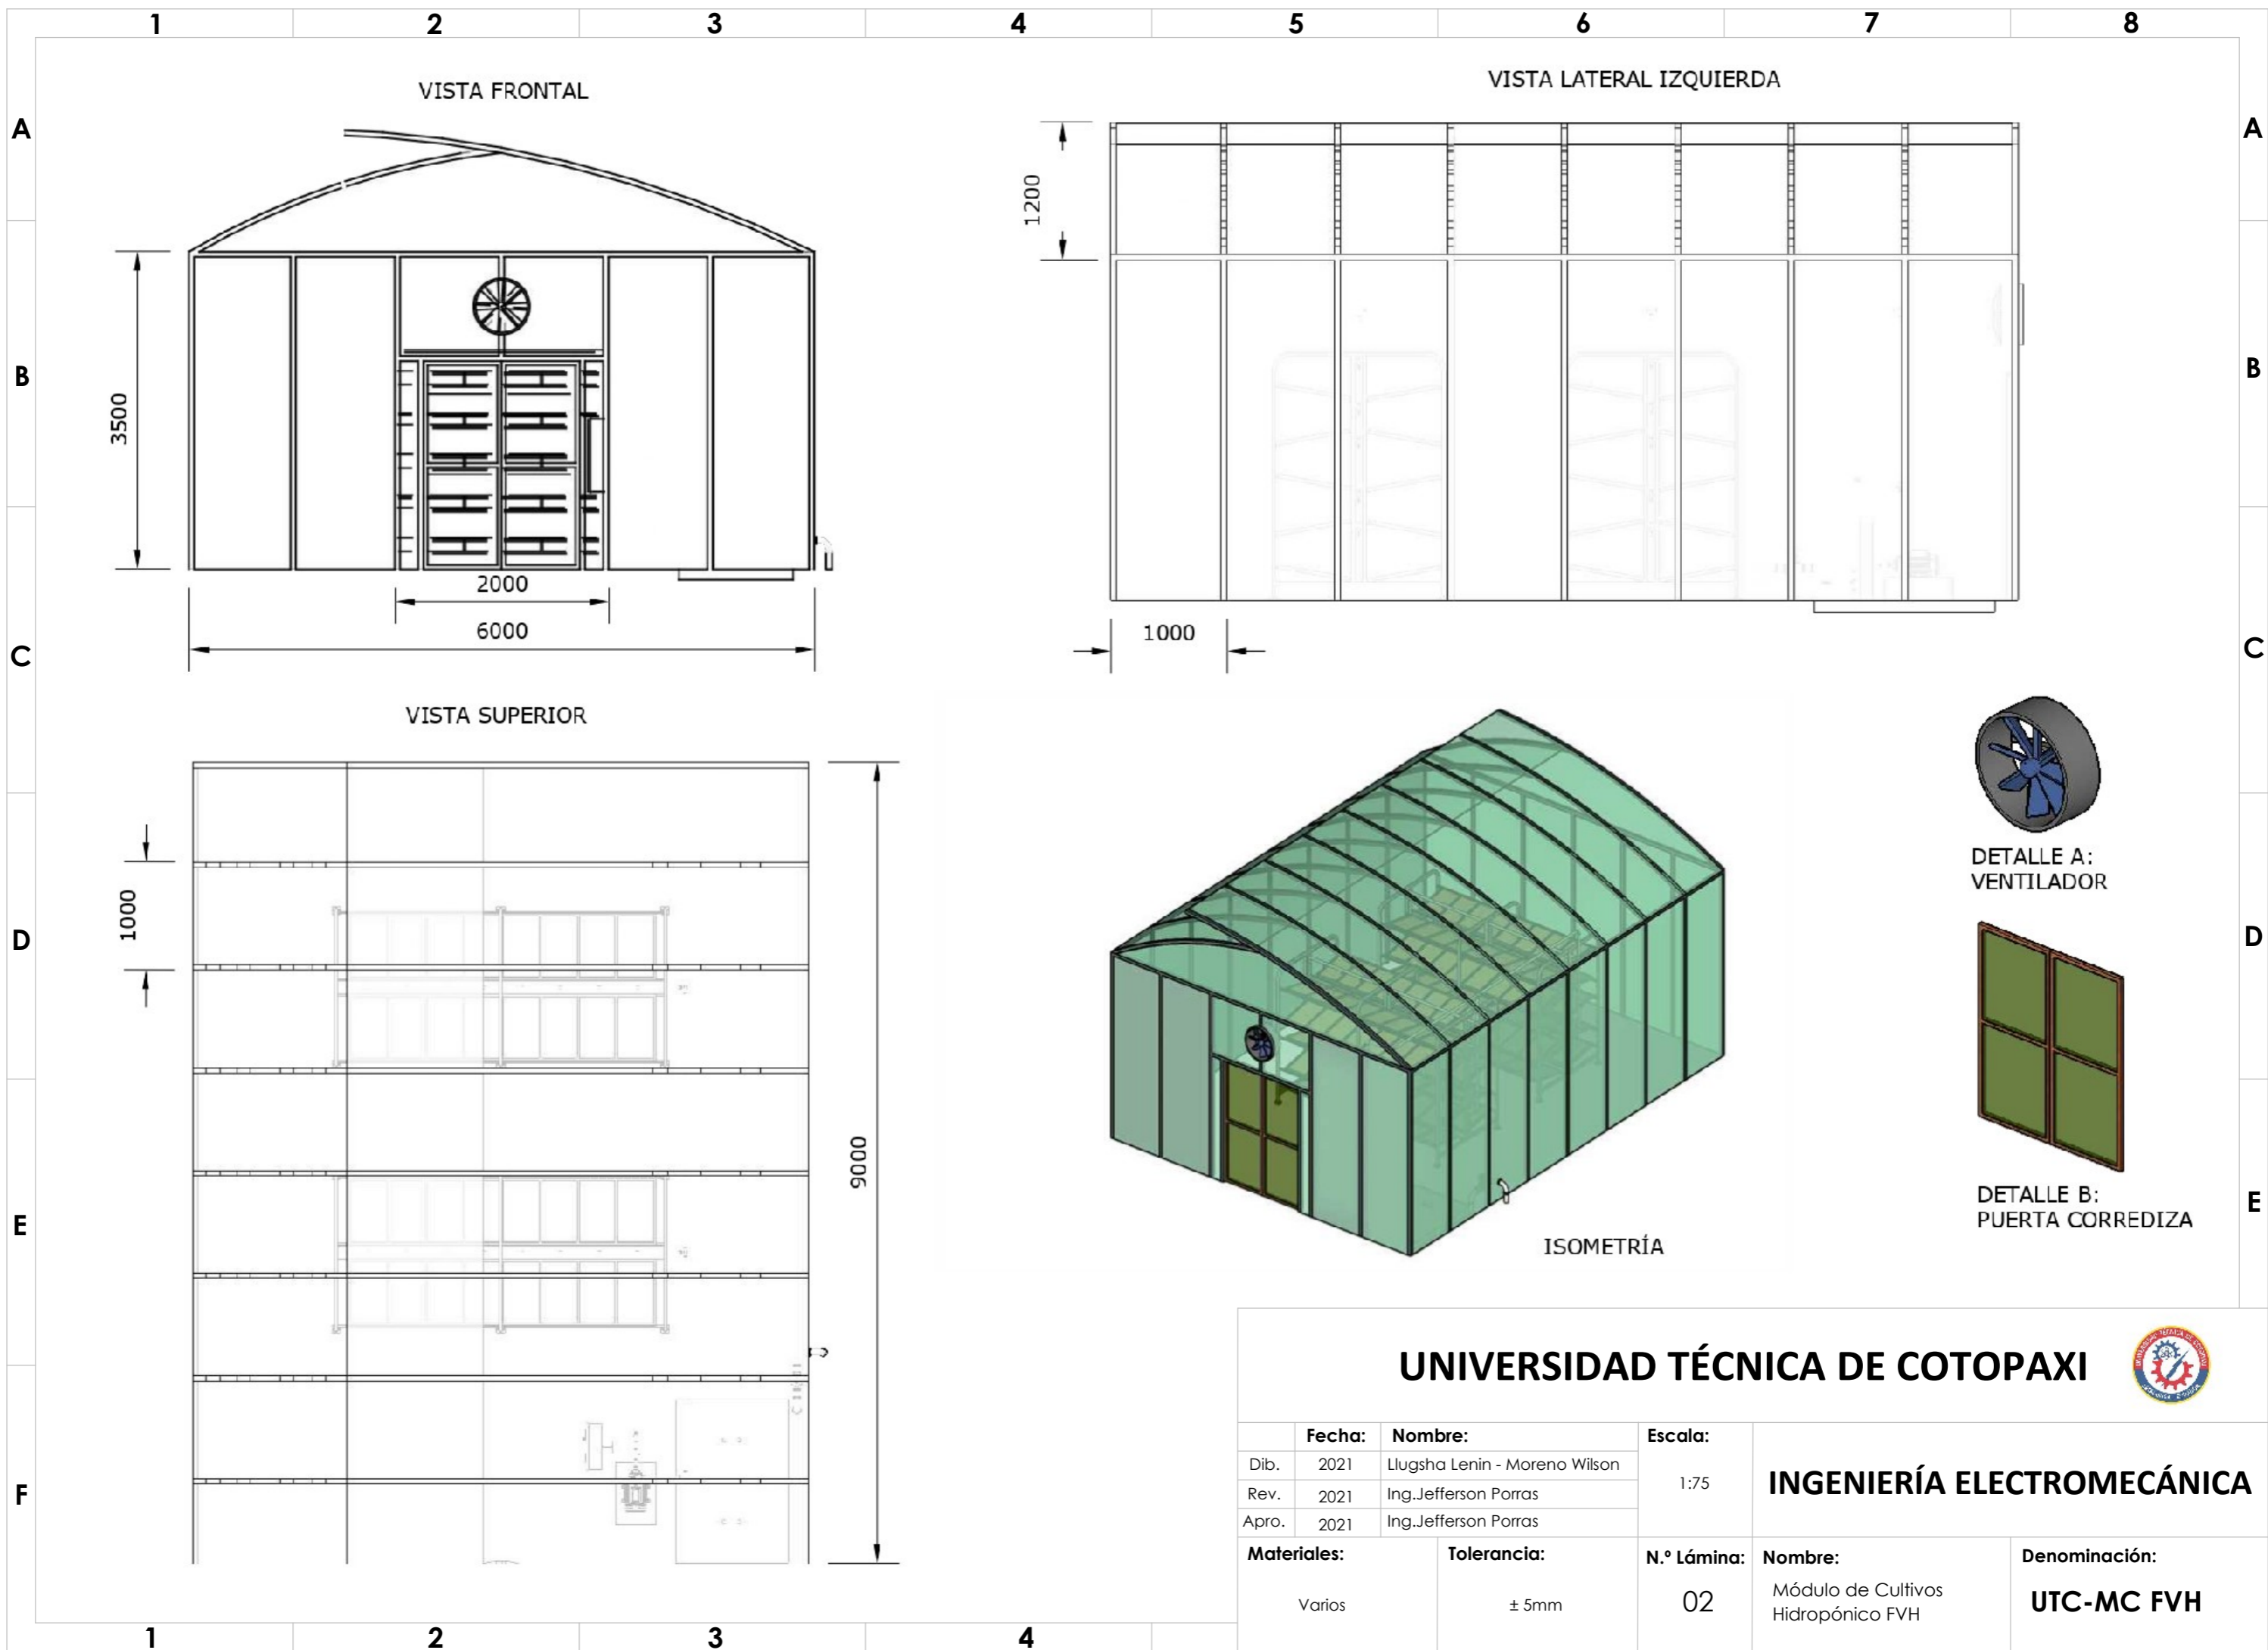 1 2 3 4 5 6 7 8
A A
B B
C C
D D
E E
F
VISTA FRONTAL
3500
2000
6000
VISTA LATERAL IZQUIERDA
1200
1000
VISTA SUPERIOR
1000
9000
ISOMETRÍA
DETALLE A:
VENTILADOR
DETALLE B:
PUERTA CORREDIZA
UNIVERSIDAD TÉCNICA DE COTOPAXI
Fecha: Nombre: Escala:
Dib. 2021 Llugsha Lenin - Moreno Wilson
Rev. 2021 Ing.Jefferson Porras
Apro. 2021 Ing.Jefferson Porras
1:75
INGENIERÍA ELECTROMECÁNICA
Materiales: Tolerancia: N.º Lámina: Nombre: Denominación:
Varios ± 5mm 02 Módulo de Cultivos
Hidropónico FVH
UTC-MC FVH
1 2 3 4